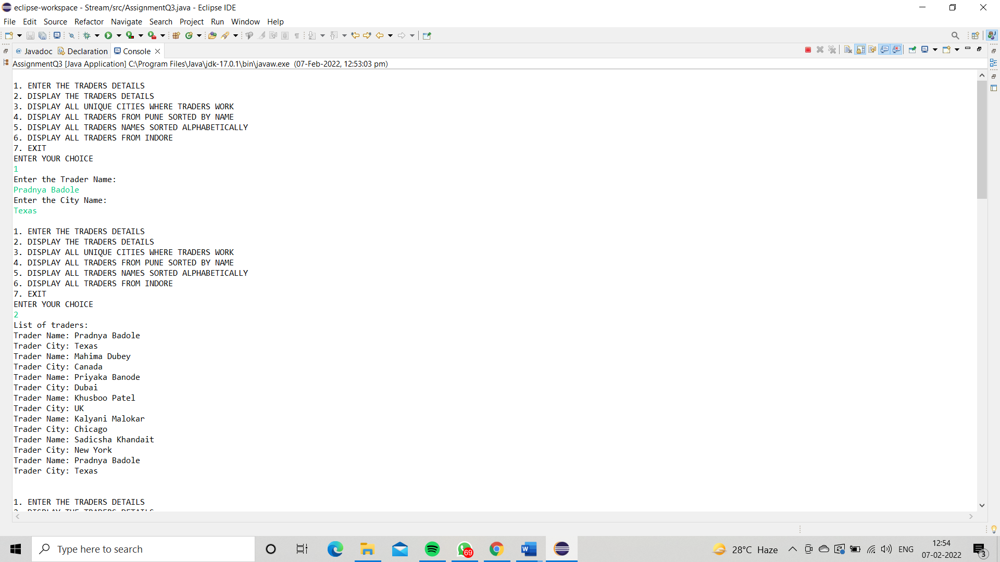 eclipse-workspace - Stream/src/AssignmentQ3.java - Eclipse IDE
File Edit Source Refactor Navigate Search Project Run Window Help
@ Javadoc Declaration Console
AssignmentQ3 [Java Application] C:\Program Files\Java\jdk-17.0.1\bin\javaw.exe (07-Feb-2022, 12:53:03 pm)
1. ENTER THE TRADERS DETAILS
2. DISPLAY THE TRADERS DETAILS
3. DISPLAY ALL UNIQUE CITIES WHERE TRADERS WORK
4. DISPLAY ALL TRADERS FROM PUNE SORTED BY NAME
5. DISPLAY ALL TRADERS NAMES SORTED ALPHABETICALLY
6. DISPLAY ALL TRADERS FROM INDORE
7. EXIT
ENTER YOUR CHOICE
1
Enter the Trader Name:
Pradnya Badole
Enter the City Name:
Texas
1. ENTER THE TRADERS DETAILS
2. DISPLAY THE TRADERS DETAILS
3. DISPLAY ALL UNIQUE CITIES WHERE TRADERS WORK
4. DISPLAY ALL TRADERS FROM PUNE SORTED BY NAME
5. DISPLAY ALL TRADERS NAMES SORTED ALPHABETICALLY
6. DISPLAY ALL TRADERS FROM INDORE
7. EXIT
ENTER YOUR CHOICE
2
List of traders:
Trader Name: Pradnya Badole
Trader City: Texas
Trader Name: Mahima Dubey
Trader City: Canada
Trader Name: Priyaka Banode
Trader City: Dubai
Trader Name: Khusboo Patel
Trader City: UK
Trader Name: Kalyani Malokar
Trader City: Chicago
Trader Name: Sadicsha Khandait
Trader City: New York
Trader Name: Pradnya Badole
Trader City: Texas
1. ENTER THE TRADERS DETAILS
2. DISPLAY THE TRADERS DETAILS
Type here to search
69
W
28°C Haze
ENG
12:54
07-02-2022
3